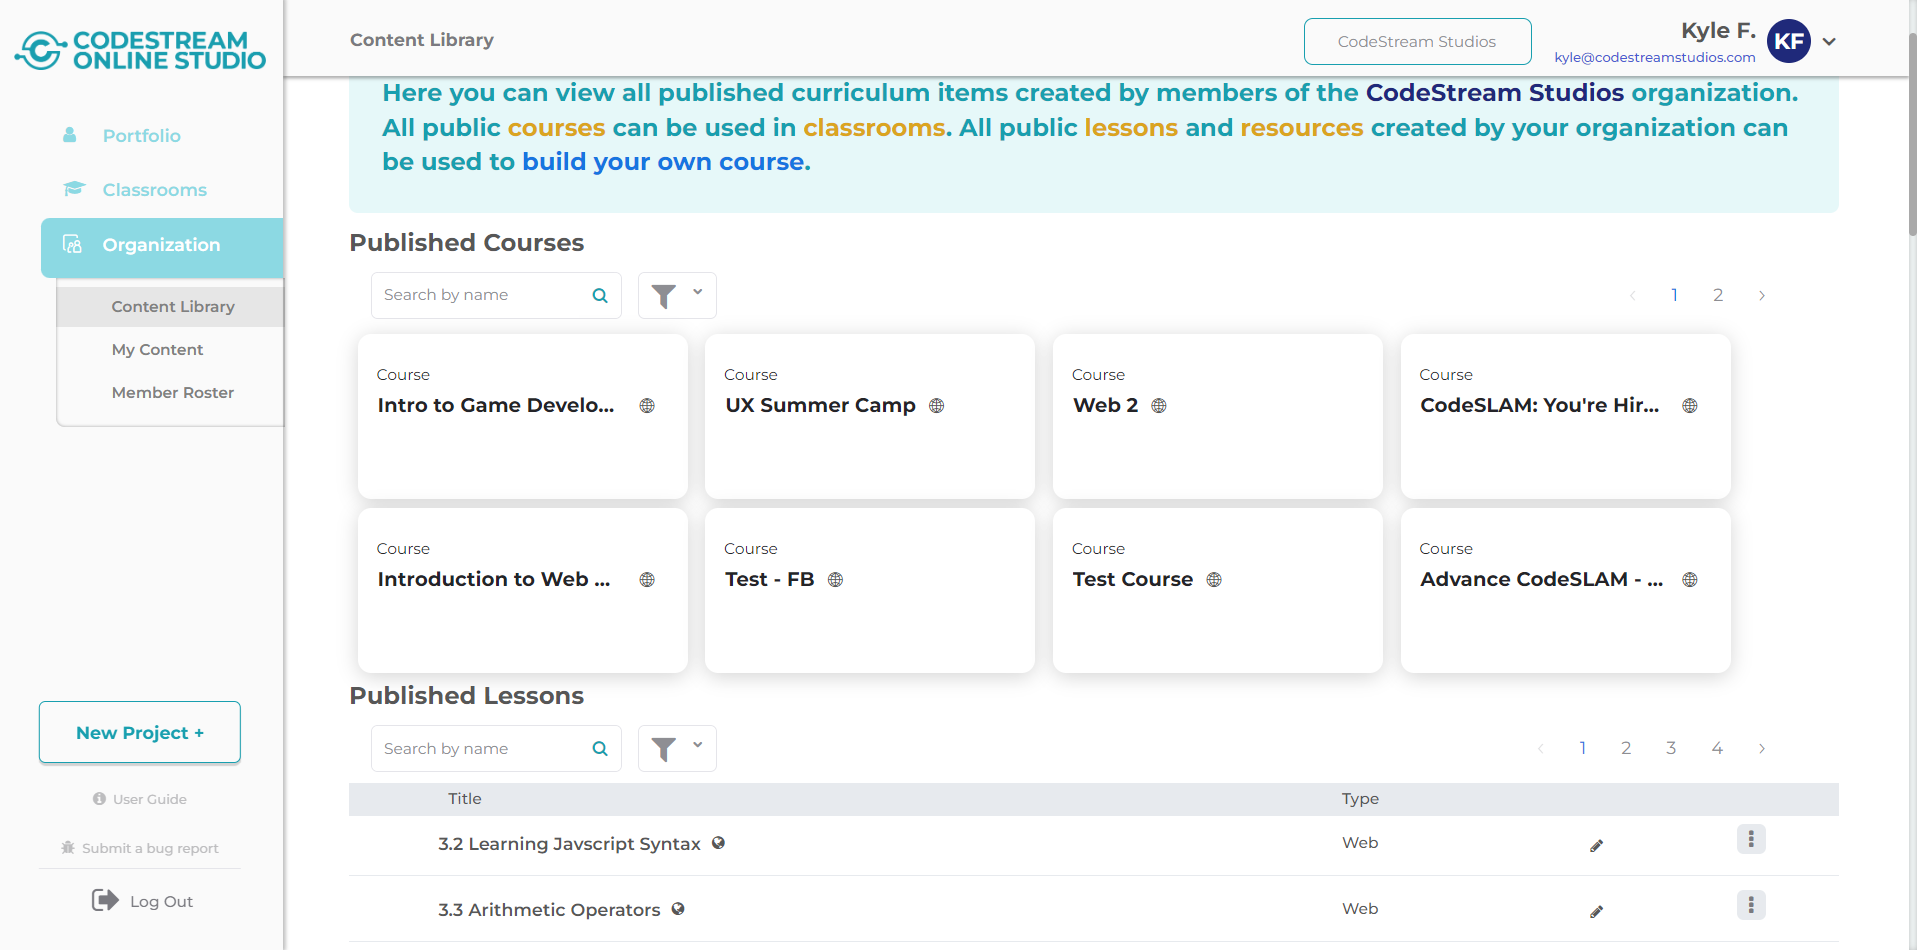 CODESTREAM
ONLINE STUDIO
Content Library
CodeStream Studios
Kyle F.
kyle@codestreamstudios.com
KF
Portfolio
Classrooms
Organization
Content Library
My Content
Member Roster
New Project +
User Guide
Submit a bug report
Log Out
Here you can view all published curriculum items created by members of the CodeStream Studios organization.
All public courses can be used in classrooms. All public lessons and resources created by your organization can
be used to build your own course.
Published Courses
Search by name
1 2
Course
Intro to Game Develo...
Course
UX Summer Camp
Course
Web 2
Course
CodeSLAM: You're Hir...
Course
Introduction to Web ...
Course
Test - FB
Course
Test Course
Course
Advance CodeSLAM - ...
Published Lessons
Search by name
1 2 3 4
Title Type
3.2 Learning Javscript Syntax Web
3.3 Arithmetic Operators Web